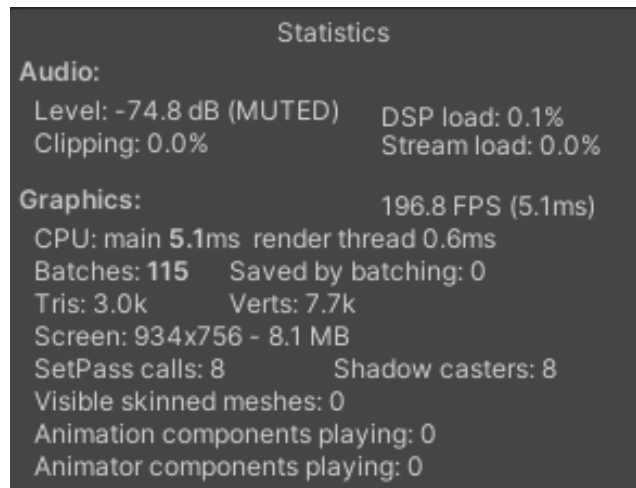 Statistics
Audio:
Level: -74.8 dB (MUTED) DSP load: 0.1%
Clipping: 0.0% Stream load: 0.0%
Graphics: 196.8 FPS (5.1ms)
CPU: main 5.1ms render thread 0.6ms
Batches: 115 Saved by batching: 0
Tris: 3.0k Verts: 7.7k
Screen: 934x756 - 8.1 MB
SetPass calls: 8 Shadow casters: 8
Visible skinned meshes: 0
Animation components playing: 0
Animator components playing: 0